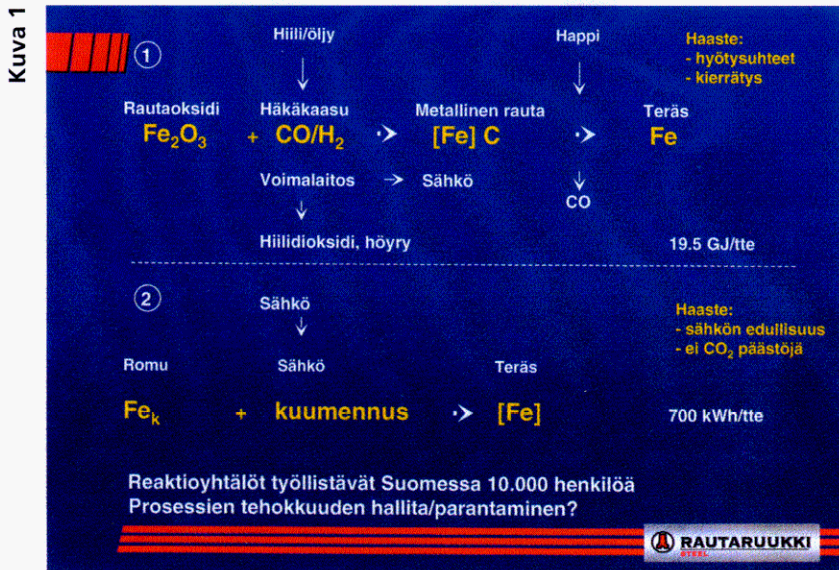 Kuva 1
1
Hiili/öljy
Happi
Haaste:
- hyötysuhteet
- kierrätys
Rautaoksidi Häkäkaasu Metallinen rauta Teräs
Fe₂O₃ + CO/H₂ ·> [Fe] C ·> Fe
Voimalaitos → Sähkö
CO
Hiilidioksidi, höyry
19.5 GJ/tte
2
Sähkö
Haaste:
- sähkön edullisuus
- ei CO₂ päästöjä
Romu Sähkö Teräs
Feₖ + kuumennus ·> [Fe]
700 kWh/tte
Reaktioyhtälöt työllistävät Suomessa 10.000 henkilöä
Prosessien tehokkuuden hallita/parantaminen?
RAUTARUUKKI
STEEL